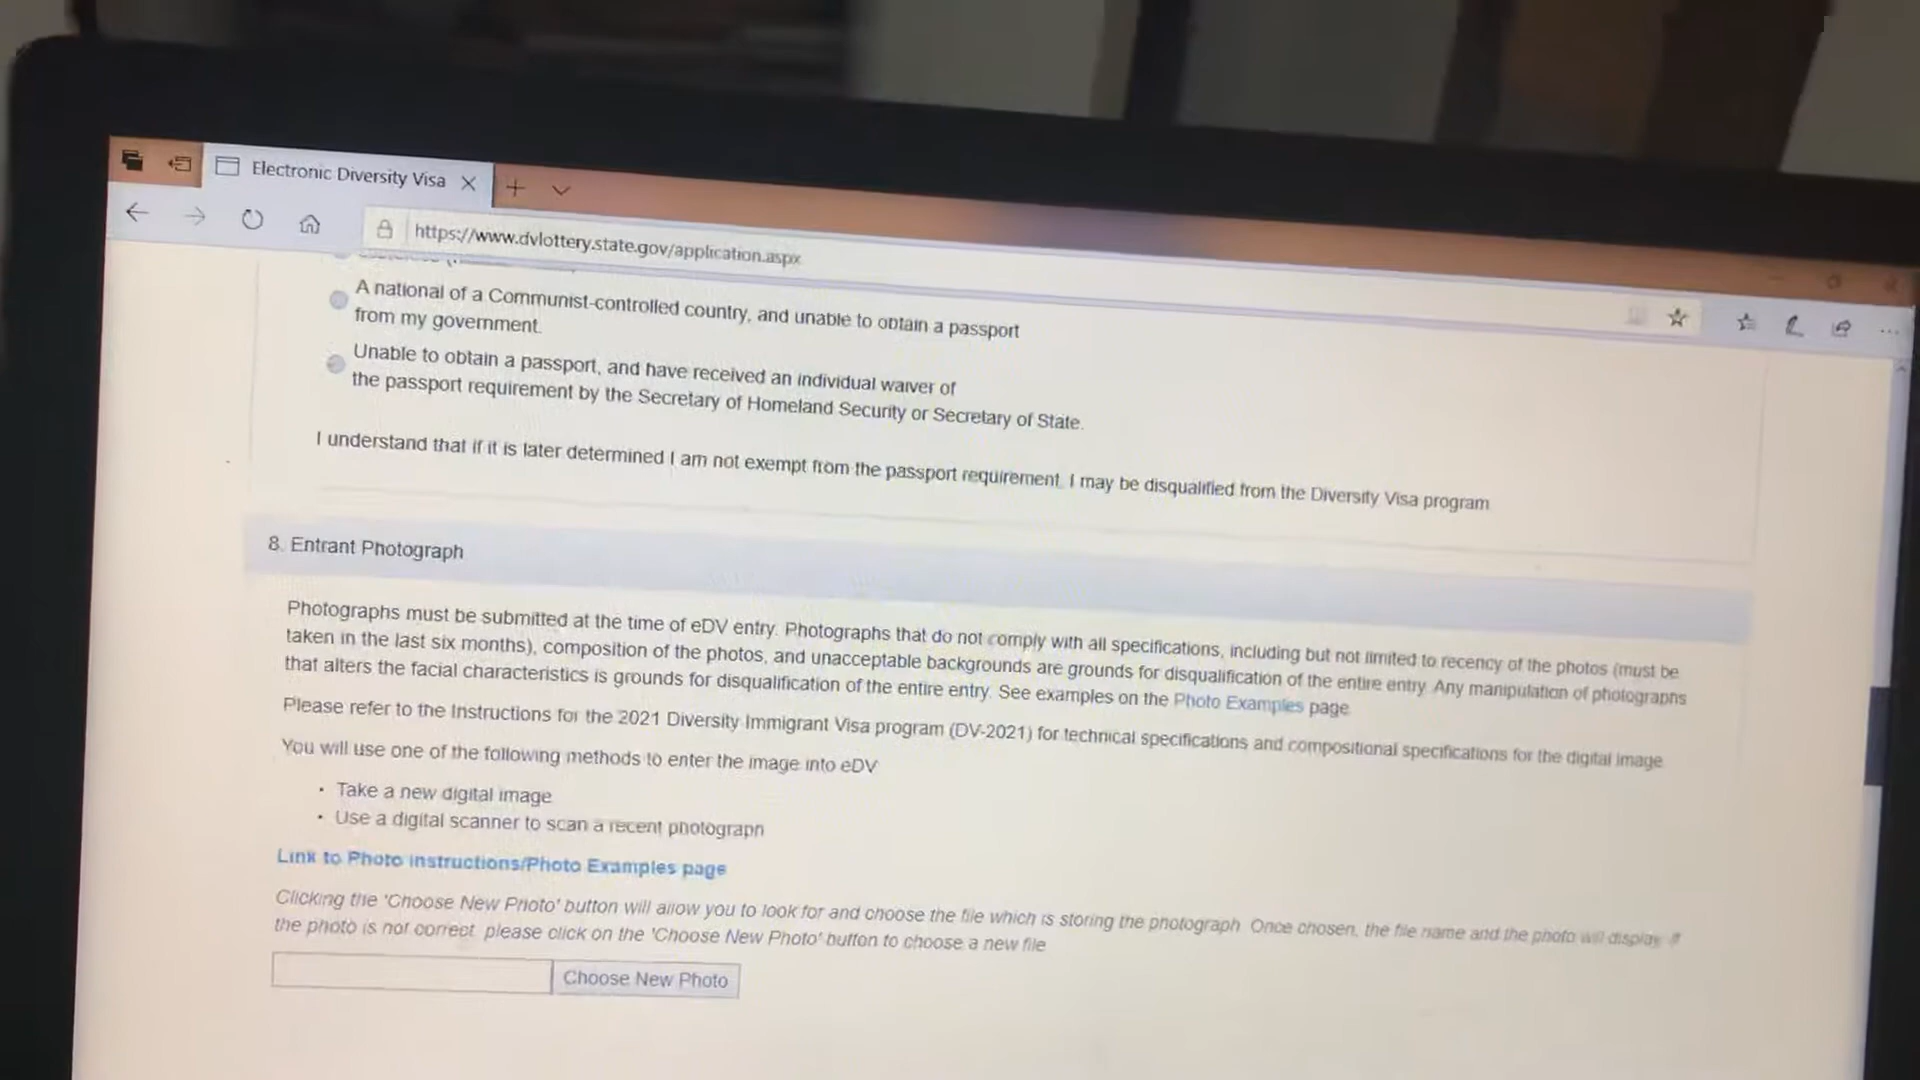 Electronic Diversity Visa
https://www.dvlottery.state.gov/application.aspx
A national of a Communist-controlled country, and unable to obtain a passport
from my government.
Unable to obtain a passport, and have received an individual waiver of
the passport requirement by the Secretary of Homeland Security or Secretary of State.
I understand that if it is later determined I am not exempt from the passport requirement, I may be disqualified from the Diversity Visa program
8. Entrant Photograph
Photographs must be submitted at the time of eDV entry. Photographs that do not comply with all specifications, including but not limited to recency of the photos (must be
taken in the last six months), composition of the photos, and unacceptable backgrounds are grounds for disqualification of the entire entry. Any manipulation of photographs
that alters the facial characteristics is grounds for disqualification of the entire entry. See examples on the Photo Examples page
Please refer to the Instructions for the 2021 Diversity Immigrant Visa program (DV-2021) for technical specifications and compositional specifications for the digital image
You will use one of the following methods to enter the image into eDV
• Take a new digital image
• Use a digital scanner to scan a recent photograph
Link to Photo instructions/Photo Examples page
Clicking the 'Choose New Photo' button will allow you to look for and choose the file which is storing the photograph. Once chosen, the file name and the photo will display. If
the photo is not correct, please click on the 'Choose New Photo' button to choose a new file
Choose New Photo